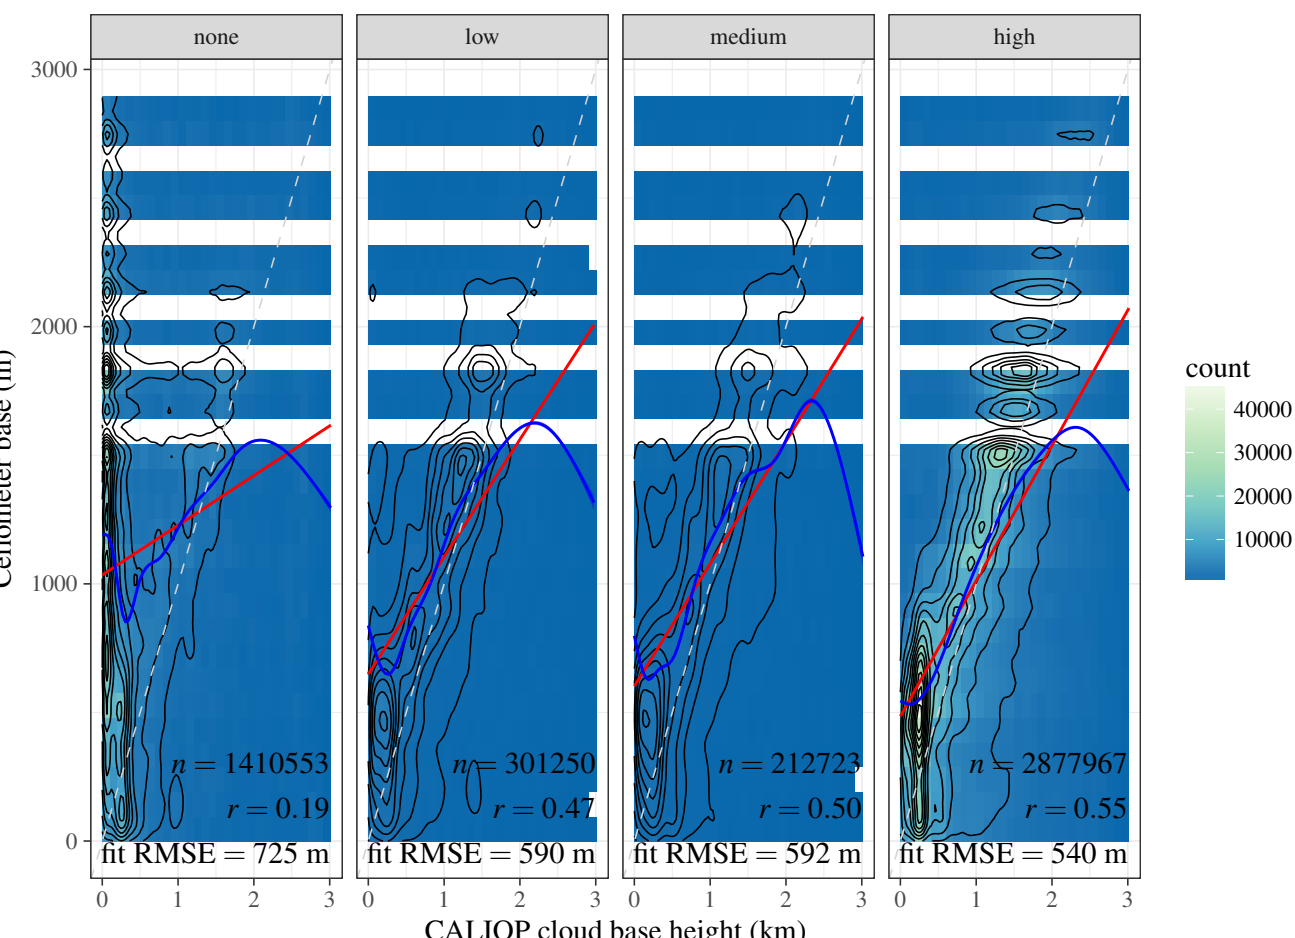 none low medium high
3000
2000
1000
0
Ceilometer base (m)
n = 1410553
r = 0.19
fit RMSE = 725 m
n = 301250
r = 0.47
fit RMSE = 590 m
n = 212723
r = 0.50
fit RMSE = 592 m
n = 2877967
r = 0.55
fit RMSE = 540 m
0 1 2 3 0 1 2 3 0 1 2 3 0 1 2 3
CALIOP cloud base height (km)
count
40000
30000
20000
10000